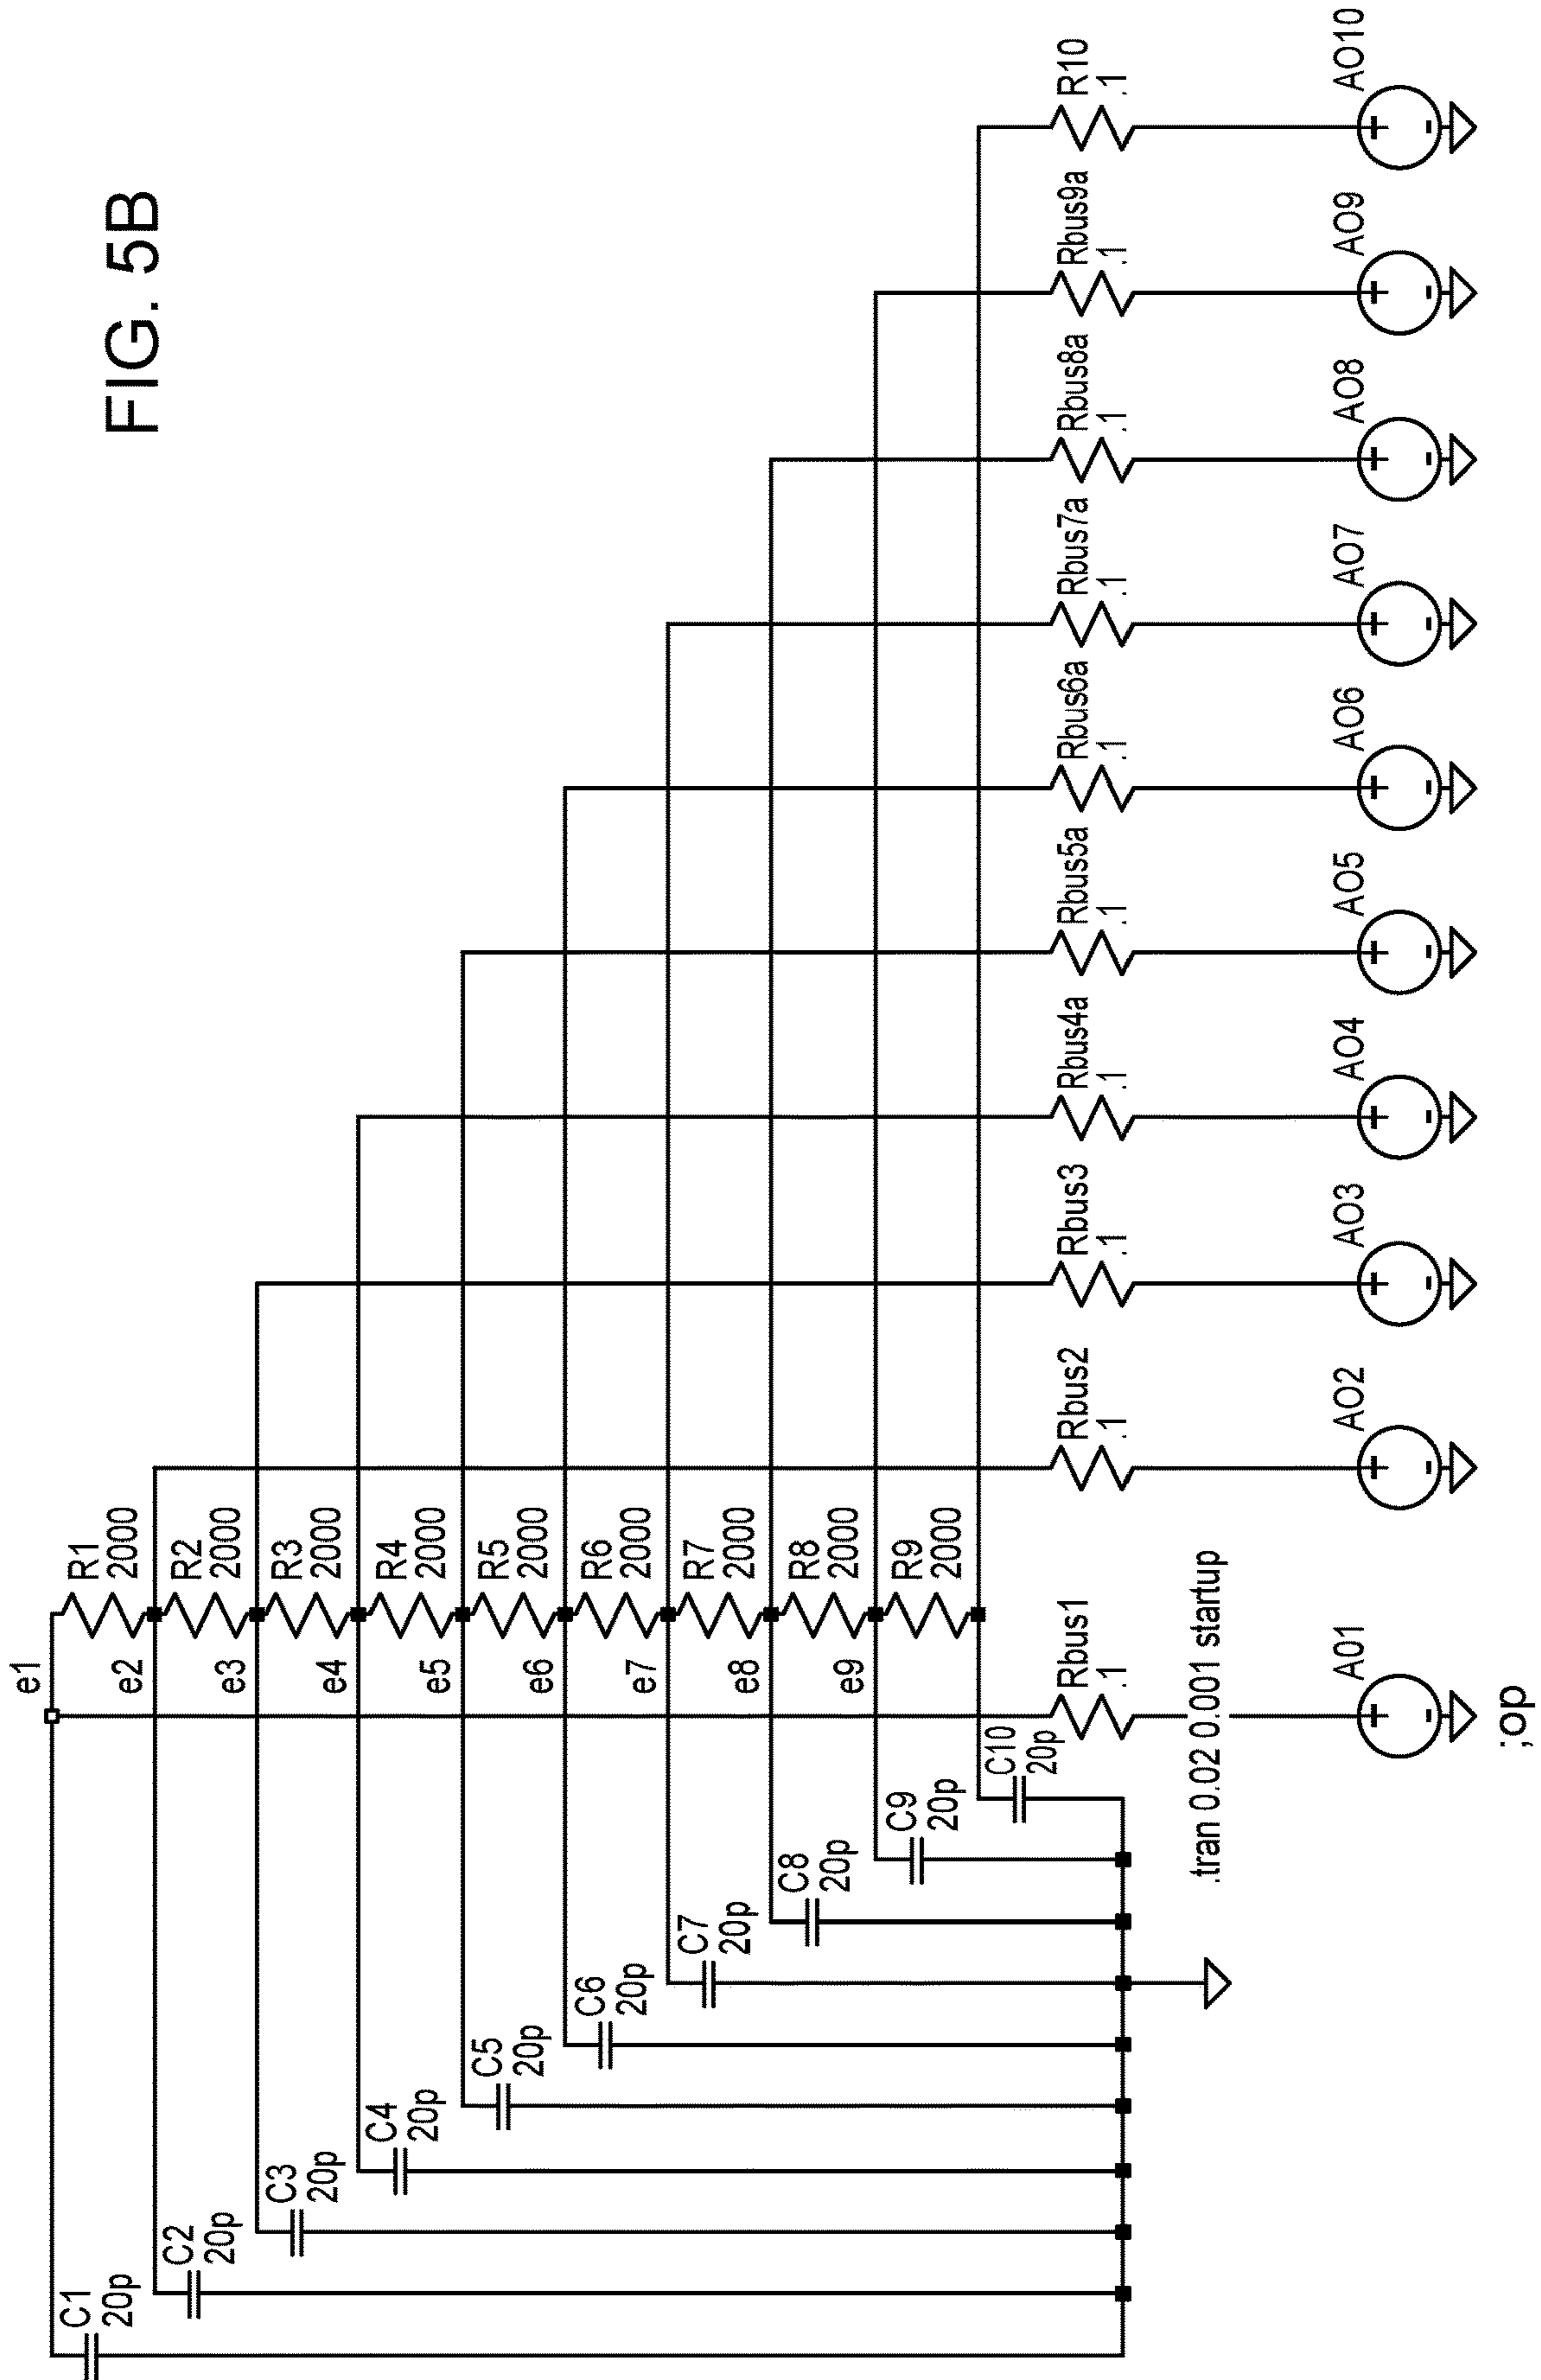 FIG. 5B
e1
R1
2000
e2
R2
2000
e3
R3
2000
e4
R4
2000
e5
R5
2000
e6
R6
2000
e7
R7
2000
e8
R8
2000
e9
R9
2000
C1
20p
C2
20p
C3
20p
C4
20p
C5
20p
C6
20p
C7
20p
C8
20p
C9
20p
C10
20p
Rbus1
.1
Rbus2
.1
Rbus3
.1
Rbus4a
.1
Rbus5a
.1
Rbus6a
.1
Rbus7a
.1
Rbus8a
.1
Rbus9a
.1
R10
.1
.tran 0.02 0.001 startup
A01
AO2
AO3
AO4
AO5
AO6
AO7
AO8
AO9
AO10
;op